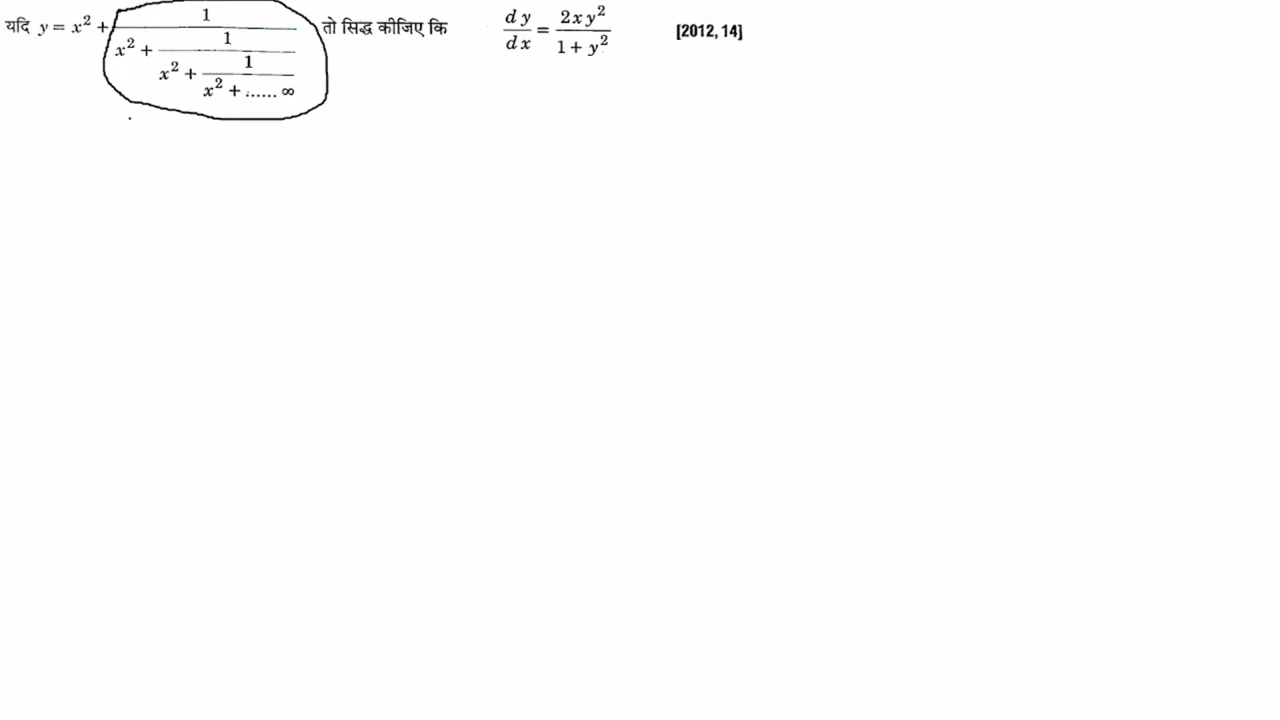 यदि y = x² + 1/(x² + 1/(x² + 1/(x² + ...... ∞))) तो सिद्ध कीजिए कि dy/dx = 2xy²/(1 + y²) [2012, 14]